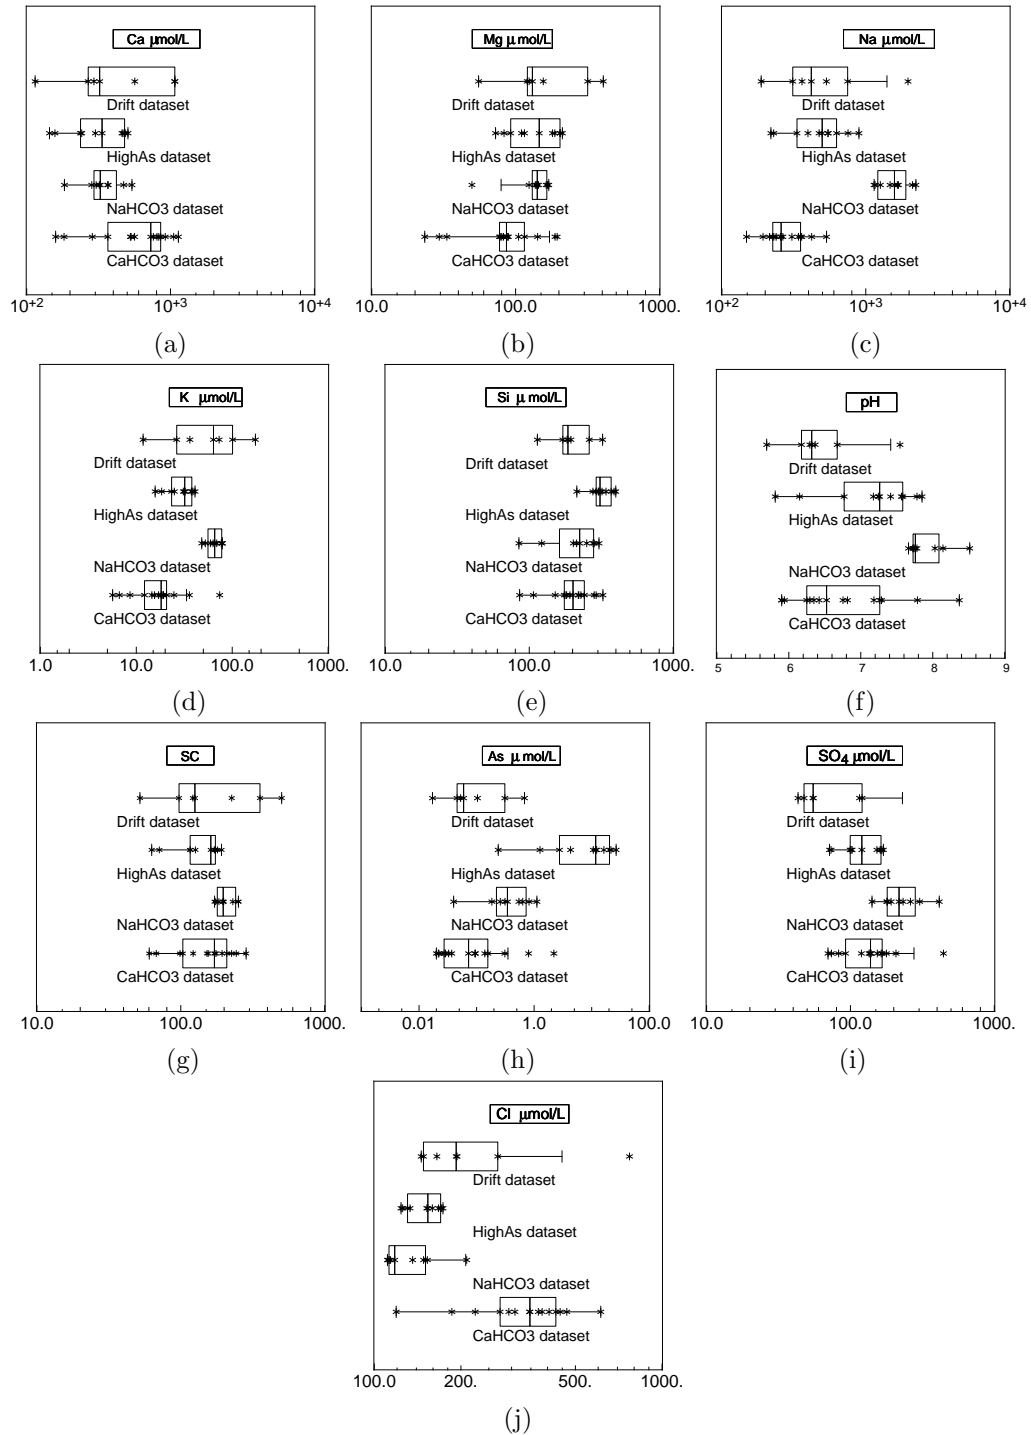 Ca μmol/L
Drift dataset
HighAs dataset
NaHCO3 dataset
CaHCO3 dataset
10+2 10+3 10+4
(a)
Mg μ mol/L
Drift dataset
HighAs dataset
NaHCO3 dataset
CaHCO3 dataset
10.0 100.0 1000.
(b)
Na μmol/L
Drift dataset
HighAs dataset
NaHCO3 dataset
CaHCO3 dataset
10+2 10+3 10+4
(c)
K μmol/L
Drift dataset
HighAs dataset
NaHCO3 dataset
CaHCO3 dataset
1.0 10.0 100.0 1000.
(d)
Si μ mol/L
Drift dataset
HighAs dataset
NaHCO3 dataset
CaHCO3 dataset
10.0 100.0 1000.
(e)
pH
Drift dataset
HighAs dataset
NaHCO3 dataset
CaHCO3 dataset
5 6 7 8 9
(f)
SC
Drift dataset
HighAs dataset
NaHCO3 dataset
CaHCO3 dataset
10.0 100.0 1000.
(g)
As μ mol/L
Drift dataset
HighAs dataset
NaHCO3 dataset
CaHCO3 dataset
0.01 1.0 100.0
(h)
SO4 μmol/L
Drift dataset
HighAs dataset
NaHCO3 dataset
CaHCO3 dataset
10.0 100.0 1000.
(i)
Cl μmol/L
Drift dataset
HighAs dataset
NaHCO3 dataset
CaHCO3 dataset
100.0 200. 500. 1000.
(j)